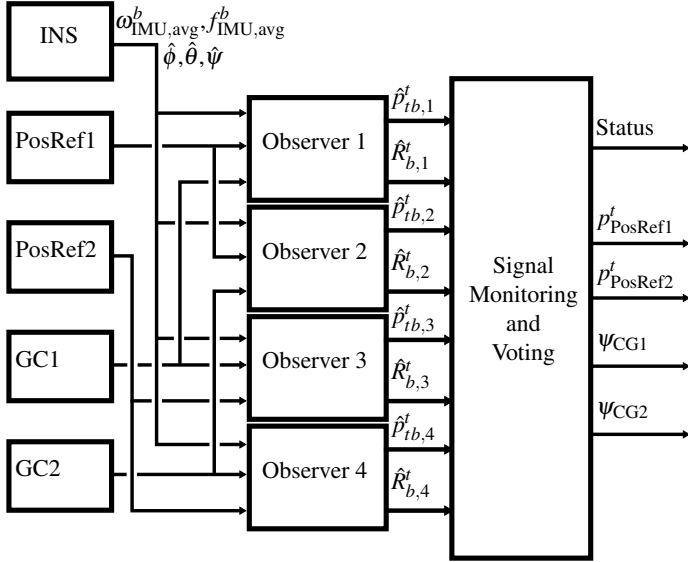 INS
ω^b_IMU,avg, f^b_IMU,avg
ϕ̂, θ̂, ψ̂
PosRef1
PosRef2
GC1
GC2
Observer 1
Observer 2
Observer 3
Observer 4
p̂^t_tb,1
R̂^t_b,1
p̂^t_tb,2
R̂^t_b,2
p̂^t_tb,3
R̂^t_b,3
p̂^t_tb,4
R̂^t_b,4
Signal
Monitoring
and
Voting
Status
p^t_PosRef1
p^t_PosRef2
ψ_CG1
ψ_CG2